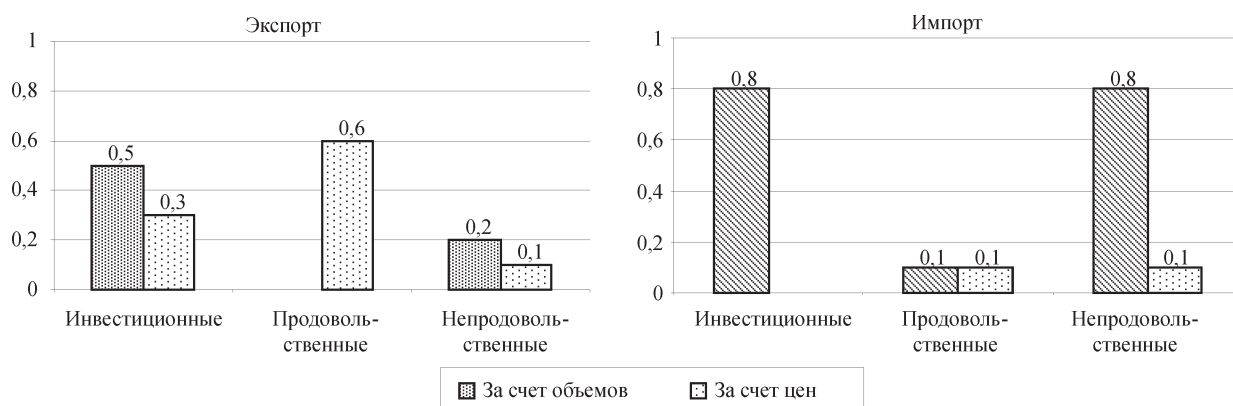 Экспорт
1
0,8
0,6
0,4
0,2
0
0,5
0,3
0,6
0,2
0,1
Инвестиционные
Продоволь-
ственные
Непродоволь-
ственные
Импорт
1
0,8
0,6
0,4
0,2
0
0,8
0,1
0,1
0,8
0,1
Инвестиционные
Продоволь-
ственные
Непродоволь-
ственные
За счет объемов
За счет цен